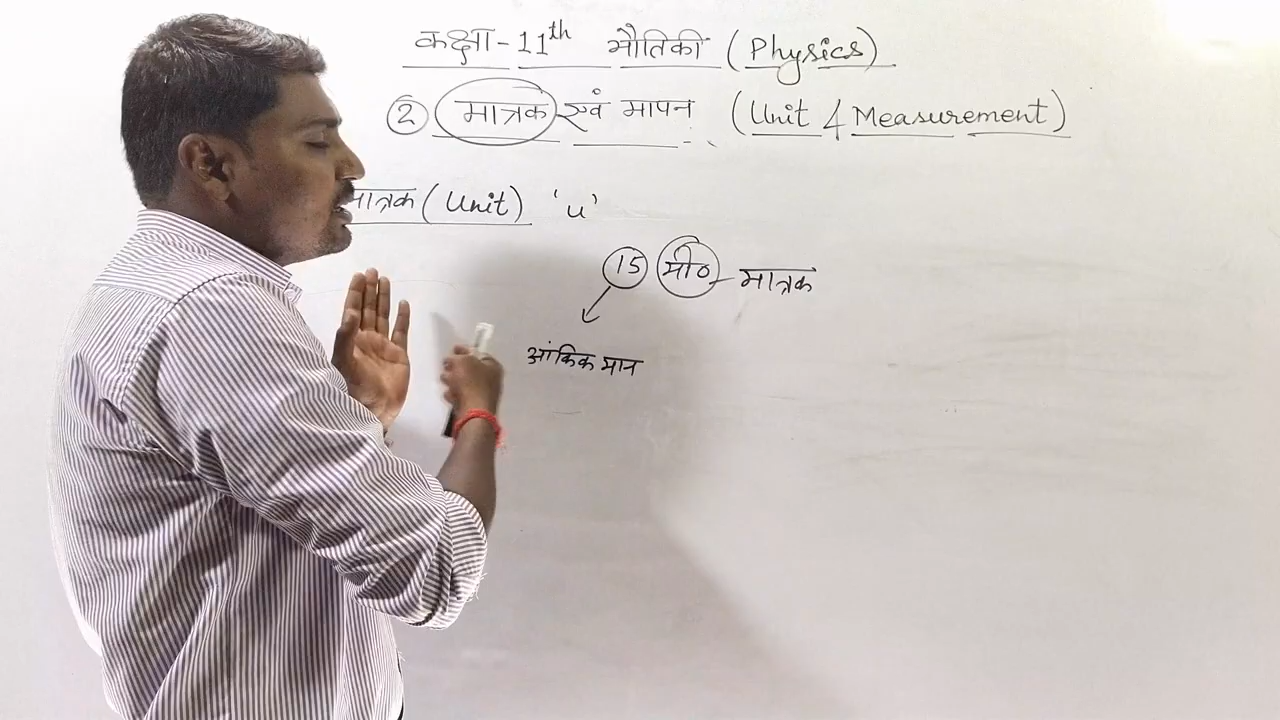 कक्षा - 11th भौतिकी (Physics)
2 मात्रक एवं मापन (Unit & Measurement)
मात्रक (Unit) 'u'
15 मी० - मात्रक
आंकिक मान